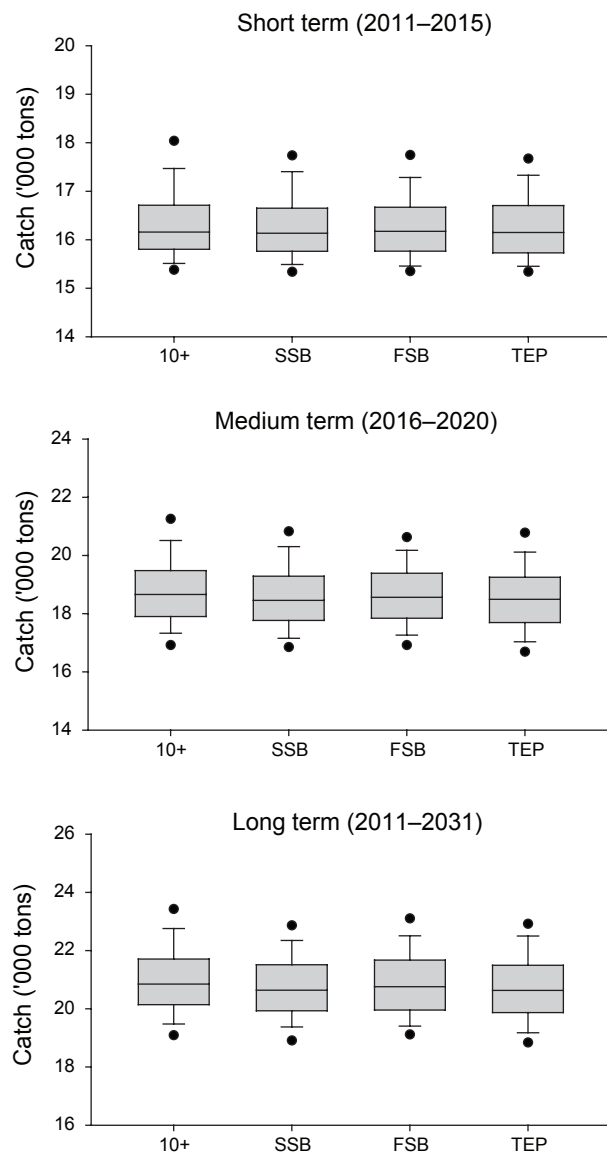 Short term (2011–2015)
20
19
18
17
16
15
14
Catch ('000 tons)
10+ SSB FSB TEP
Medium term (2016–2020)
24
22
20
18
16
14
Catch ('000 tons)
10+ SSB FSB TEP
Long term (2011–2031)
26
24
22
20
18
16
Catch ('000 tons)
10+ SSB FSB TEP